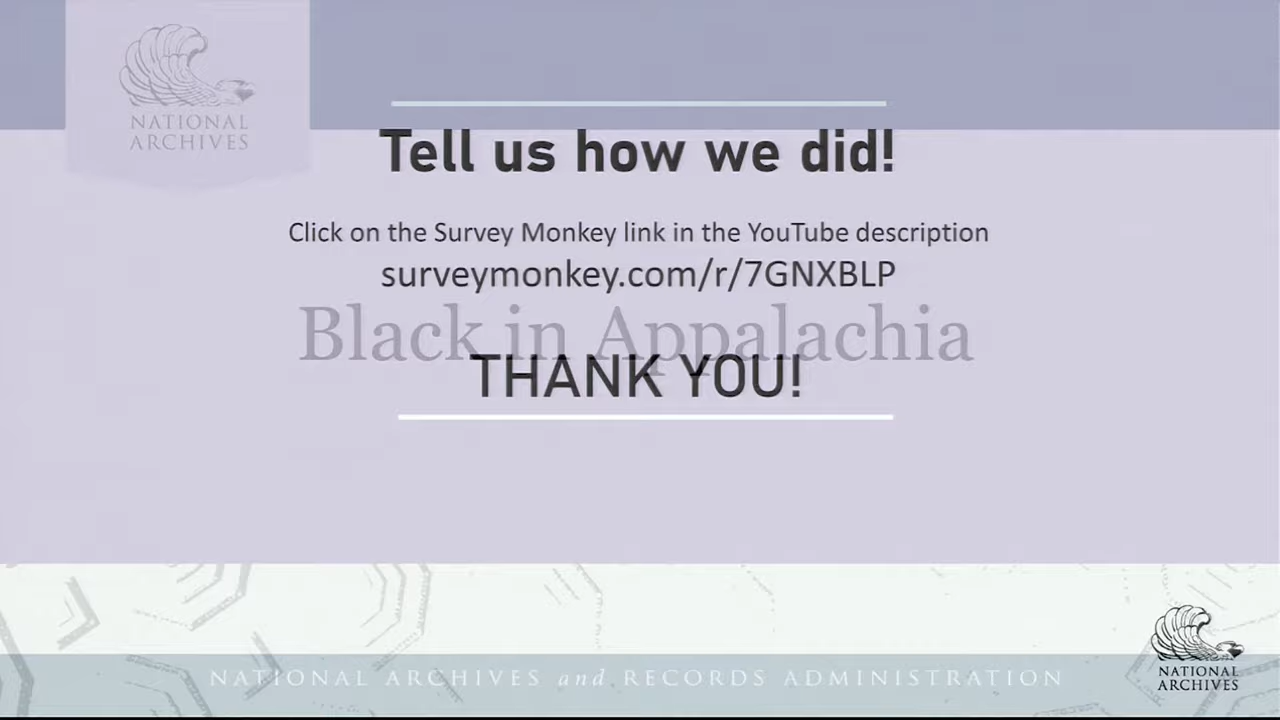 NATIONAL
ARCHIVES
Tell us how we did!
Click on the Survey Monkey link in the YouTube description
surveymonkey.com/r/7GNXBLP
Black in Appalachia
THANK YOU!
NATIONAL ARCHIVES and RECORDS ADMINISTRATION
NATIONAL
ARCHIVES